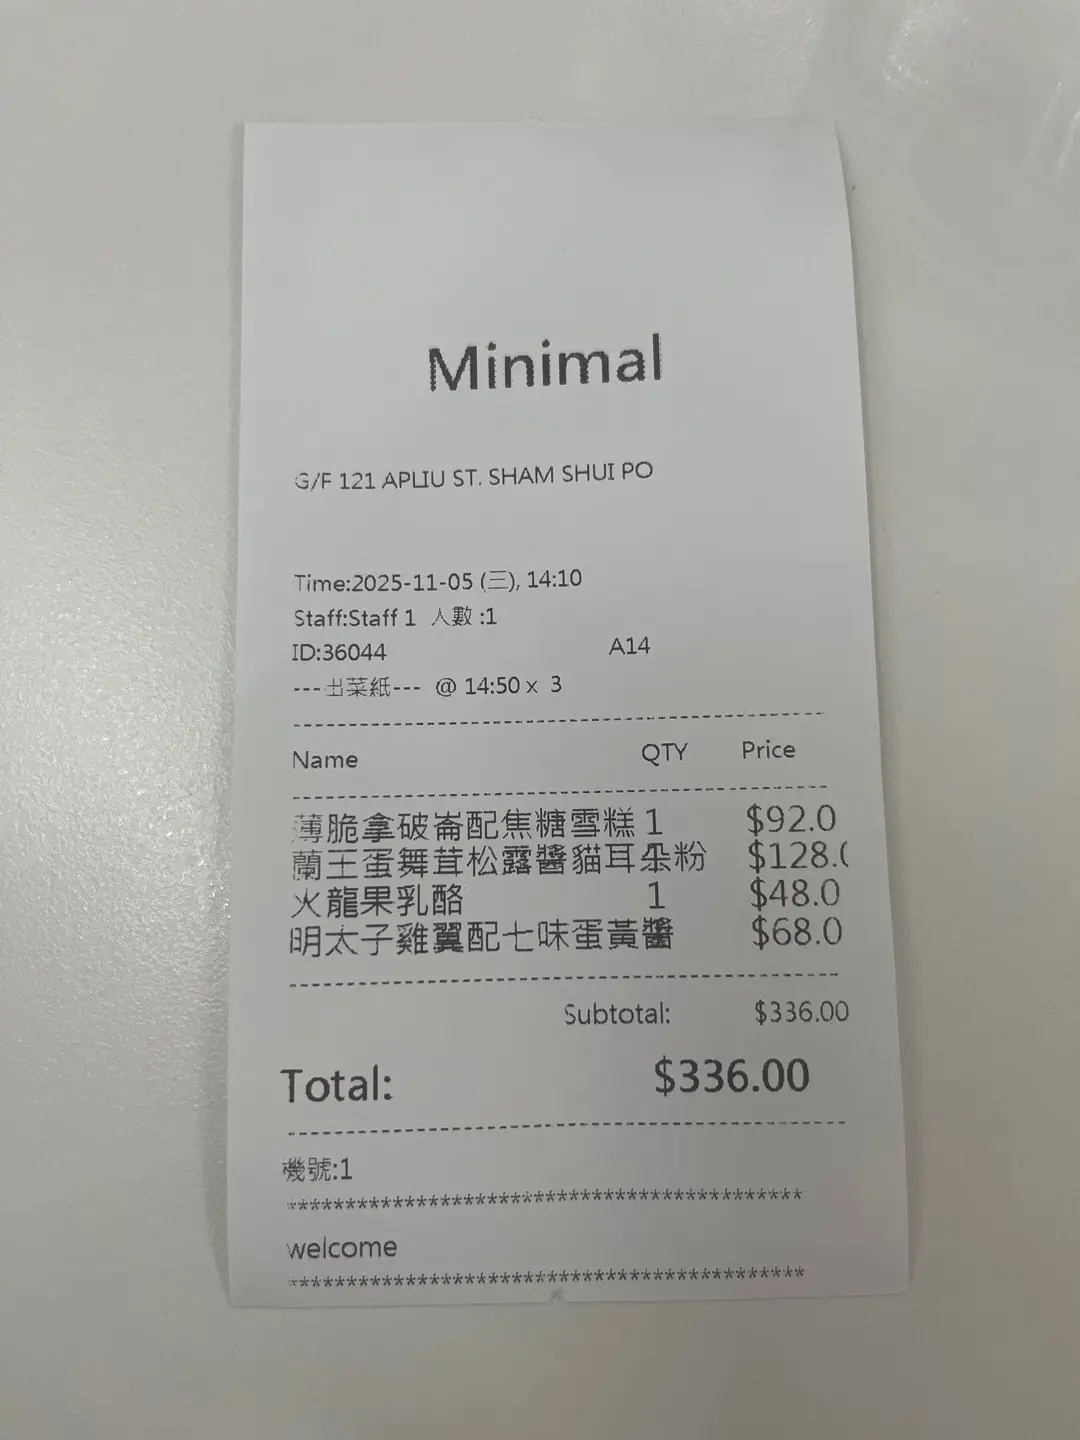 Minimal
G/F 121 APLIU ST. SHAM SHUI PO
Time:2025-11-05 (三), 14:10
Staff:Staff 1 人數 :1
ID:36044 A14
---出菜紙--- @ 14:50 x 3
--------------------------------------------
Name QTY Price
--------------------------------------------
薄脆拿破崙配焦糖雪糕 1 $92.0
蘭王蛋舞茸松露醬貓耳朵粉 1 $128.(
火龍果乳酪 1 $48.0
明太子雞翼配七味蛋黃醬 $68.0
--------------------------------------------
Subtotal: $336.00
Total: $336.00
--------------------------------------------
機號:1
********************************************
welcome
********************************************